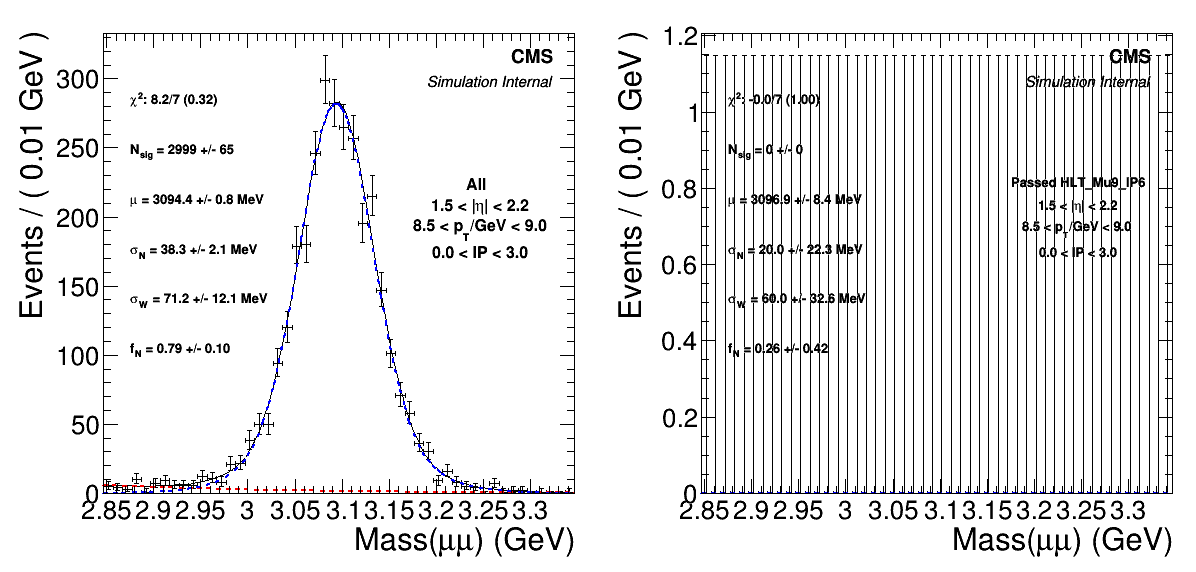 CMS
Simulation Internal
χ²: 8.2/7 (0.32)
N_sig = 2999 +/- 65
μ = 3094.4 +/- 0.8 MeV
σ_N = 38.3 +/- 2.1 MeV
σ_W = 71.2 +/- 12.1 MeV
f_N = 0.79 +/- 0.10
All
1.5 < |η| < 2.2
8.5 < p_T/GeV < 9.0
0.0 < IP < 3.0
Events / ( 0.01 GeV )
300
250
200
150
100
50
0
2.85 2.9 2.95 3 3.05 3.1 3.15 3.2 3.25 3.3
Mass(μμ) (GeV)
CMS
Simulation Internal
χ²: -0.0/7 (1.00)
N_sig = 0 +/- 0
μ = 3096.9 +/- 8.4 MeV
σ_N = 20.0 +/- 22.3 MeV
σ_W = 60.0 +/- 32.6 MeV
f_N = 0.26 +/- 0.42
Passed HLT_Mu9_IP6
1.5 < |η| < 2.2
8.5 < p_T/GeV < 9.0
0.0 < IP < 3.0
Events / ( 0.01 GeV )
1.2
1
0.8
0.6
0.4
0.2
0
2.85 2.9 2.95 3 3.05 3.1 3.15 3.2 3.25 3.3
Mass(μμ) (GeV)